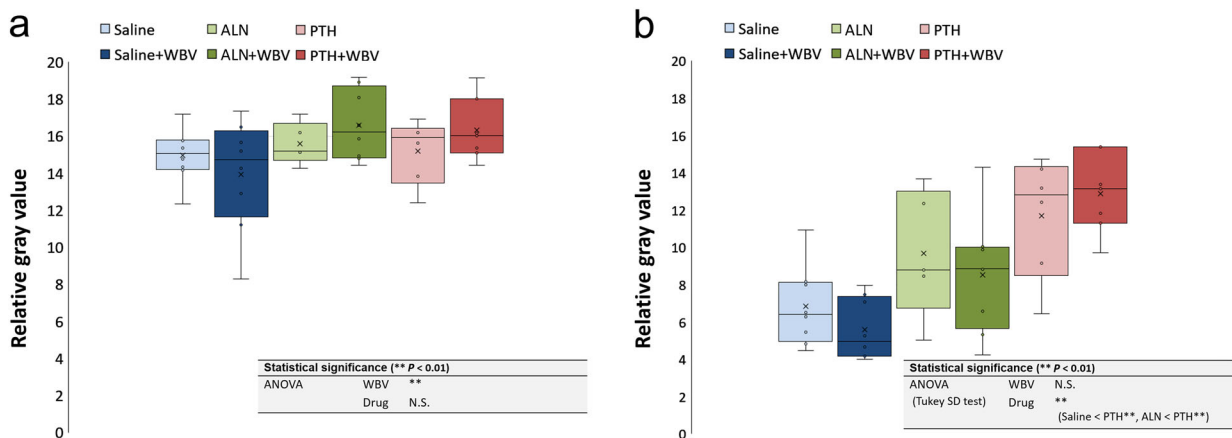 a
Saline ALN PTH
Saline+WBV ALN+WBV PTH+WBV
Relative gray value
20
18
16
14
12
10
8
6
4
2
0
Statistical significance (** P < 0.01)
ANOVA WBV **
Drug N.S.
b
Saline ALN PTH
Saline+WBV ALN+WBV PTH+WBV
Relative gray value
20
18
16
14
12
10
8
6
4
2
0
Statistical significance (** P < 0.01)
ANOVA WBV N.S.
(Tukey SD test) Drug **
(Saline < PTH**, ALN < PTH**)